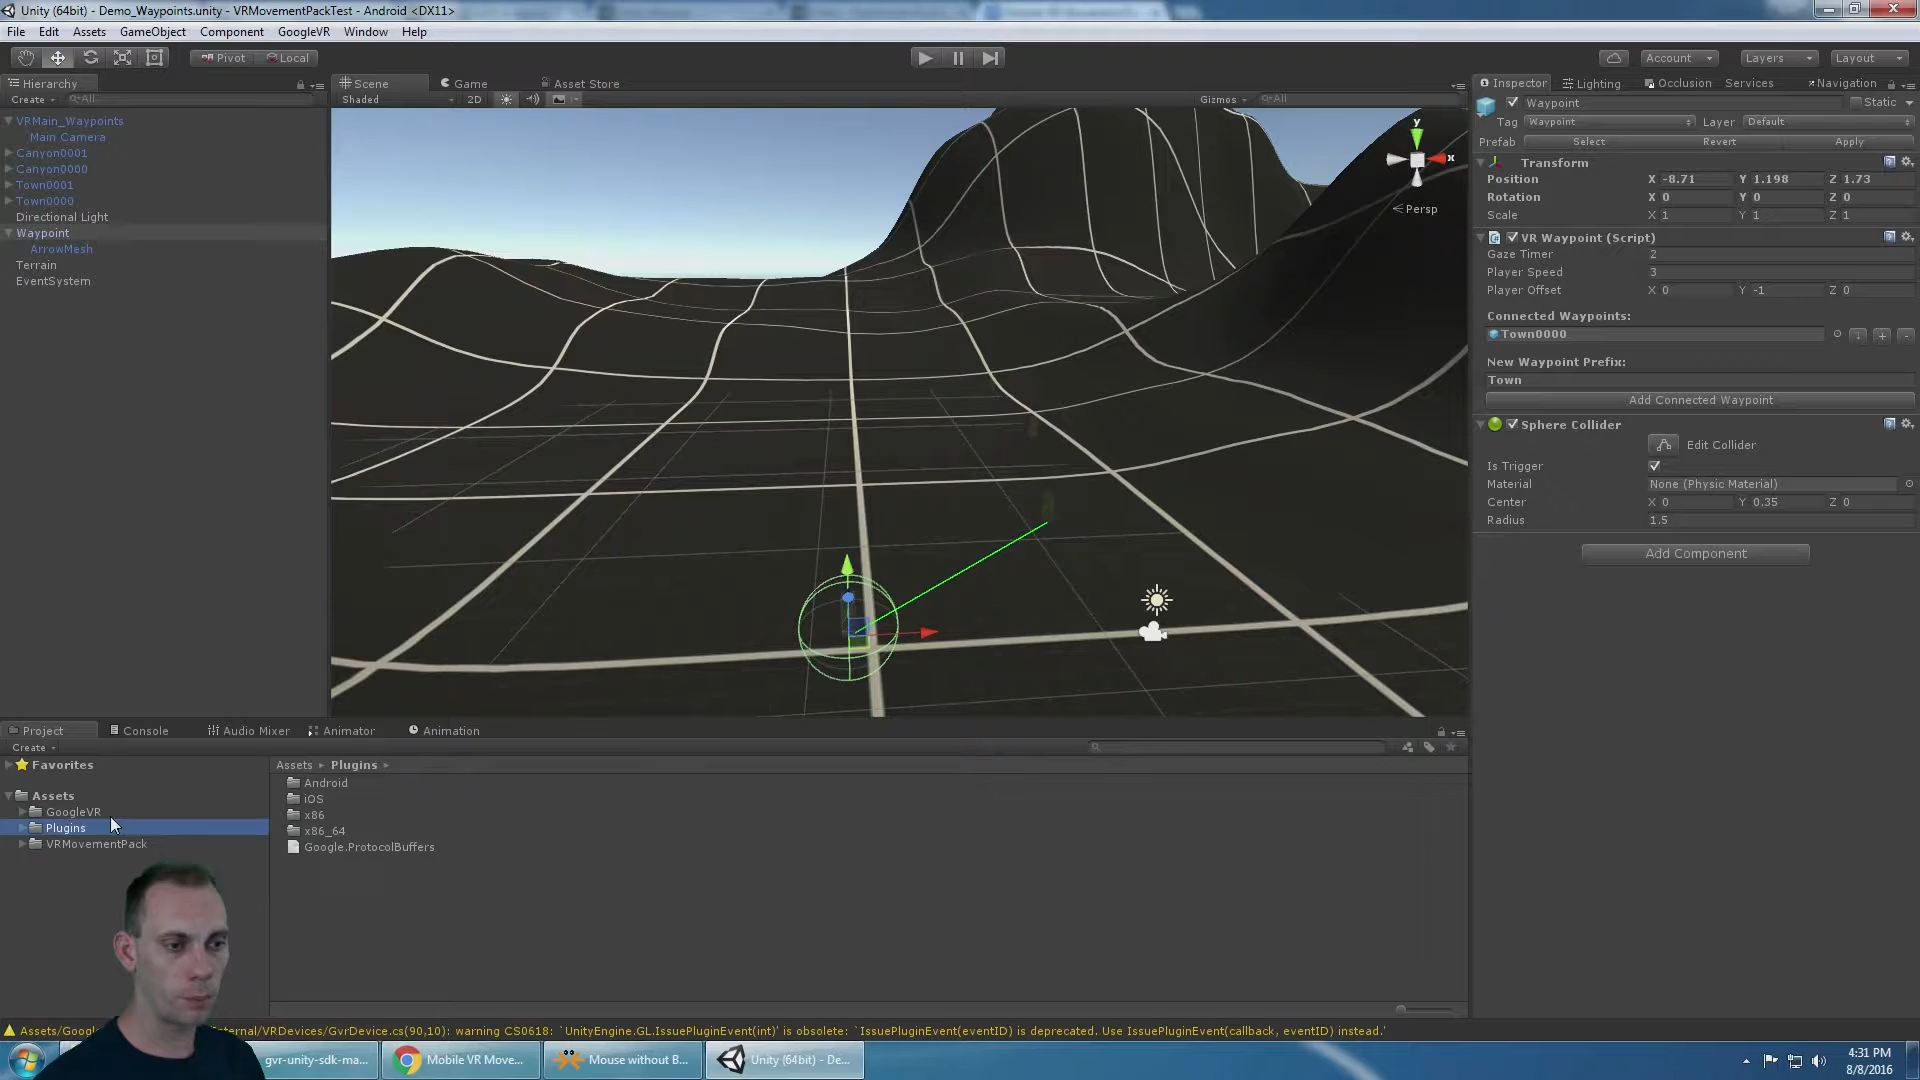 Unity (64bit) - Demo_Waypoints.unity - VRMovementPackTest - Android <DX11>
File Edit Assets GameObject Component GoogleVR Window Help
Pivot Local Account Layers Layout
Hierarchy
Create All
VRMain_Waypoints
Main Camera
Canyon0001
Canyon0000
Town0001
Town0000
Directional Light
Waypoint
ArrowMesh
Terrain
EventSystem
Scene Game Asset Store
Shaded 2D Gizmos All
y
x
Persp
Inspector Lighting Occlusion Services Navigation
Waypoint Static
Tag Waypoint Layer Default
Prefab Select Revert Apply
Transform
Position X -8.71 Y 1.198 Z 1.73
Rotation X 0 Y 0 Z 0
Scale X 1 Y 1 Z 1
VR Waypoint (Script)
Gaze Timer 2
Player Speed 3
Player Offset X 0 Y -1 Z 0
Connected Waypoints:
Town0000
New Waypoint Prefix:
Town
Add Connected Waypoint
Sphere Collider
Edit Collider
Is Trigger
Material None (Physic Material)
Center X 0 Y 0.35 Z 0
Radius 1.5
Add Component
Project Console Audio Mixer Animator Animation
Create
Favorites
Assets
GoogleVR
Plugins
VRMovementPack
Assets Plugins
Android
iOS
x86
x86_64
Google.ProtocolBuffers
Assets/Goog
ternal/VRDevices/GvrDevice.cs(90,10): warning CS0618: `UnityEngine.GL.IssuePluginEvent(int)' is obsolete: `IssuePluginEvent(eventID) is deprecated. Use IssuePluginEvent(callback, eventID) instead.'
gvr-unity-sdk-ma... Mobile VR Move... Mouse without B... Unity (64bit) - De...
4:31 PM
8/8/2016